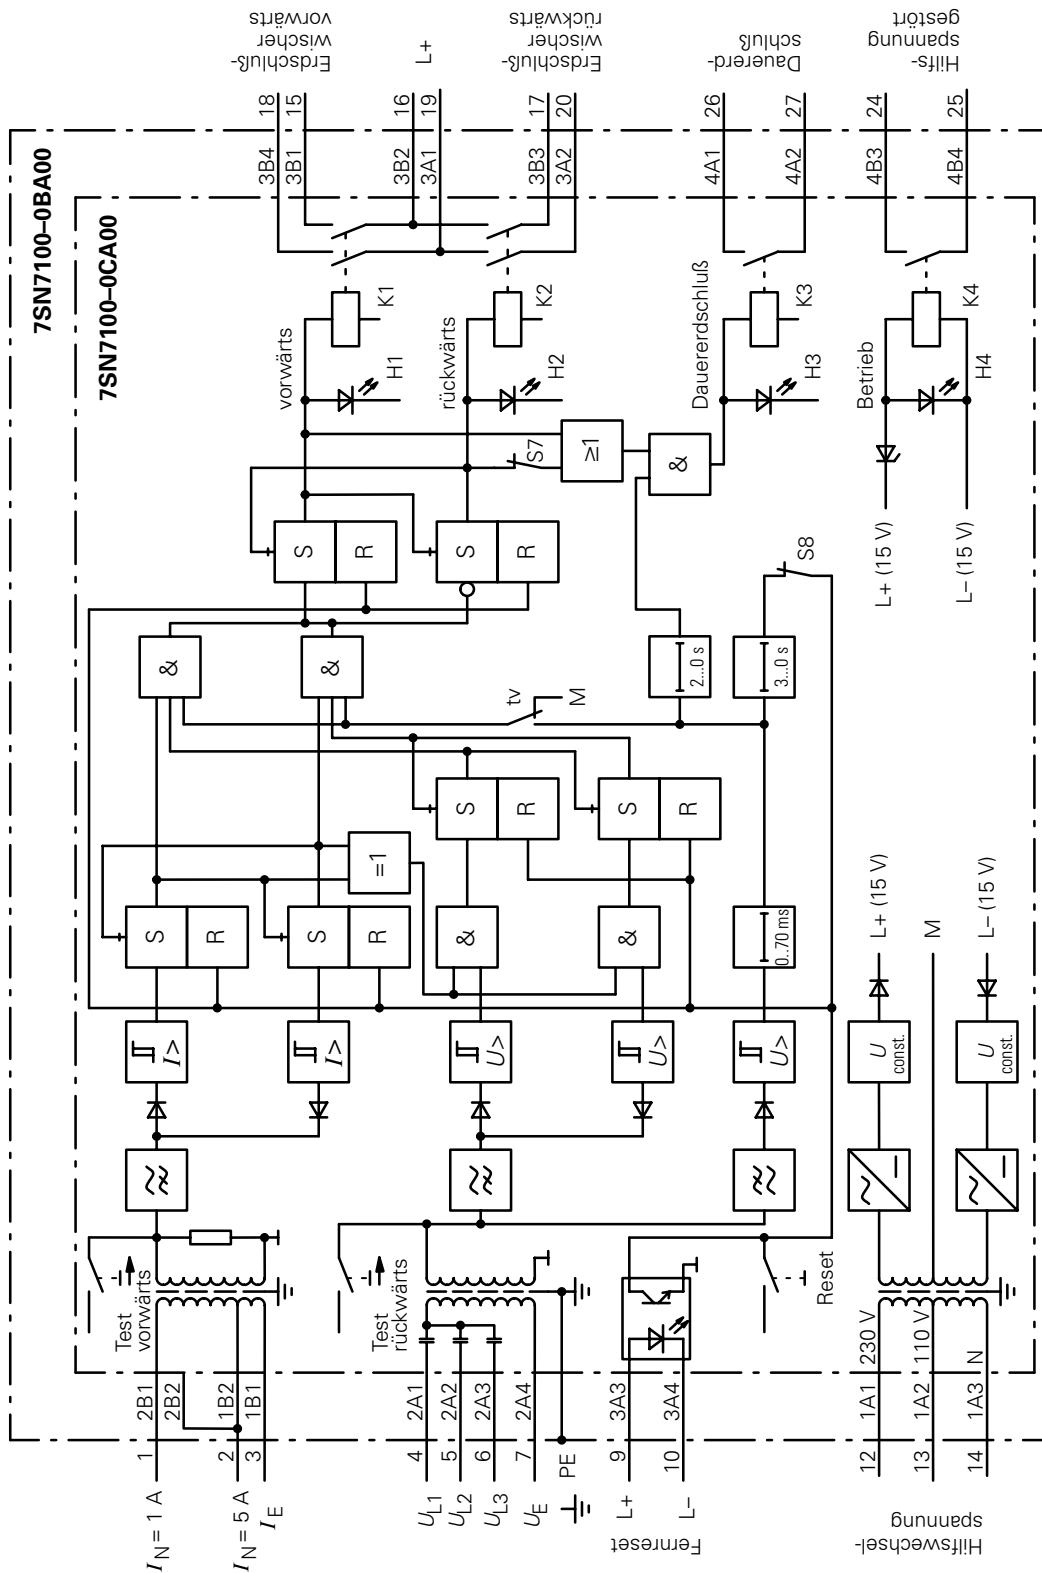 7SN7100–0BA00
7SN7100–0CA00
I_N = 1 A
I_N = 5 A
I_E
1
2
3
2B1
2B2
1B2
1B1
Test
vorwärts
U_L1
U_L2
U_L3
U_E
PE
4
5
6
7
2A1
2A2
2A3
2A4
Test
rückwärts
Fernreset
L+
L–
9
10
3A3
3A4
Reset
Hilfswechsel-
spannung
12
13
14
1A1
1A2
1A3
230 V
110 V
N
I>
I>
U>
U>
U>
U
const.
U
const.
L+ (15 V)
M
L– (15 V)
S
R
S
R
=1
&
&
0..70 ms
S
R
S
R
tv
M
&
&
2...0 s
3...0 s
S8
S
R
S
R
S7
≥1
&
vorwärts
H1
K1
rückwärts
H2
K2
Dauererdschluß
H3
K3
L+ (15 V)
L– (15 V)
Betrieb
H4
K4
3B4
3B1
3B2
3A1
3B3
3A2
4A1
4A2
4B3
4B4
18
15
16
19
17
20
26
27
24
25
Erdschluß-
wischer
vorwärts
L+
Erdschluß-
wischer
rückwärts
Dauererd-
schluß
Hilfs-
spannung
gestört